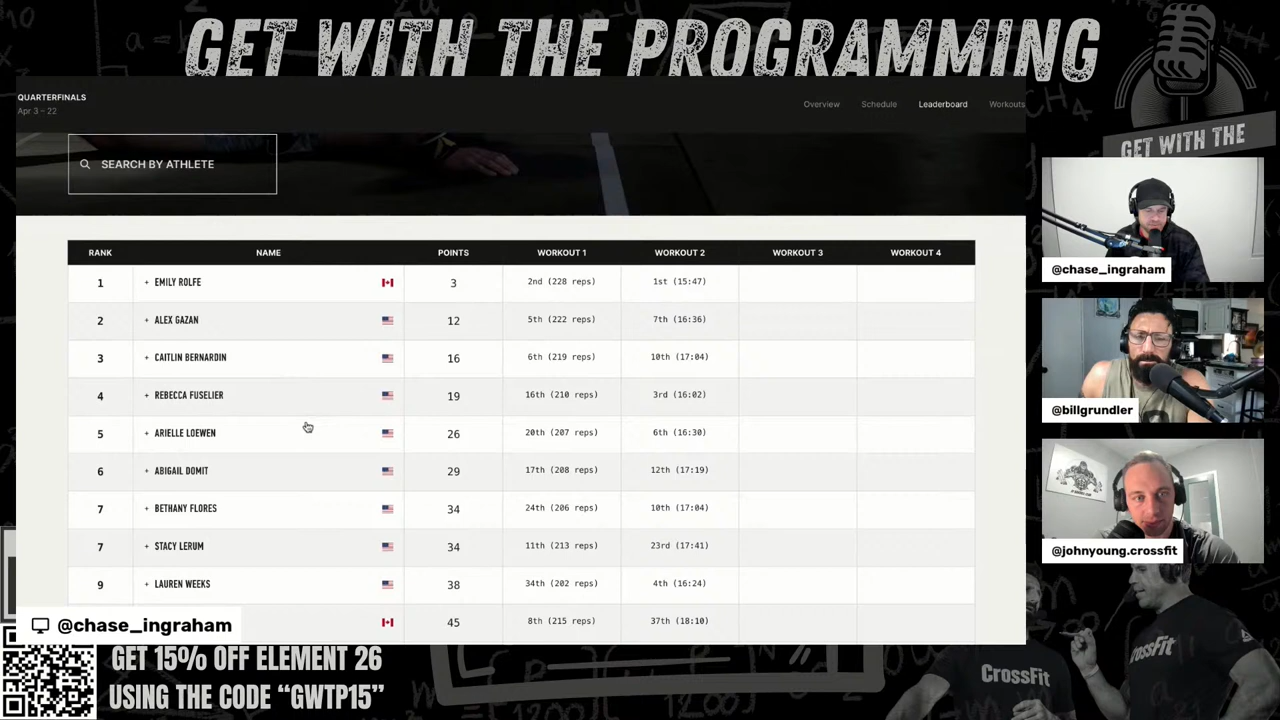 GET WITH THE PROGRAMMING
QUARTERFINALS
Apr 3 – 22
Overview Schedule Leaderboard Workouts
SEARCH BY ATHLETE
RANK NAME POINTS WORKOUT 1 WORKOUT 2 WORKOUT 3 WORKOUT 4
1 + EMILY ROLFE 3 2nd (228 reps) 1st (15:47)
2 + ALEX GAZAN 12 5th (222 reps) 7th (16:36)
3 + CAITLIN BERNARDIN 16 6th (219 reps) 10th (17:04)
4 + REBECCA FUSELIER 19 16th (210 reps) 3rd (16:02)
5 + ARIELLE LOEWEN 26 20th (207 reps) 6th (16:30)
6 + ABIGAIL DOMIT 29 17th (208 reps) 12th (17:19)
7 + BETHANY FLORES 34 24th (206 reps) 10th (17:04)
7 + STACY LERUM 34 11th (213 reps) 23rd (17:41)
9 + LAUREN WEEKS 38 34th (202 reps) 4th (16:24)
45 8th (215 reps) 37th (18:10)
@chase_ingraham
GET 15% OFF ELEMENT 26
USING THE CODE “GWTP15”
GET WITH THE
@chase_ingraham
@billgrundler
@johnyoung.crossfit
CrossFit
CrossFit